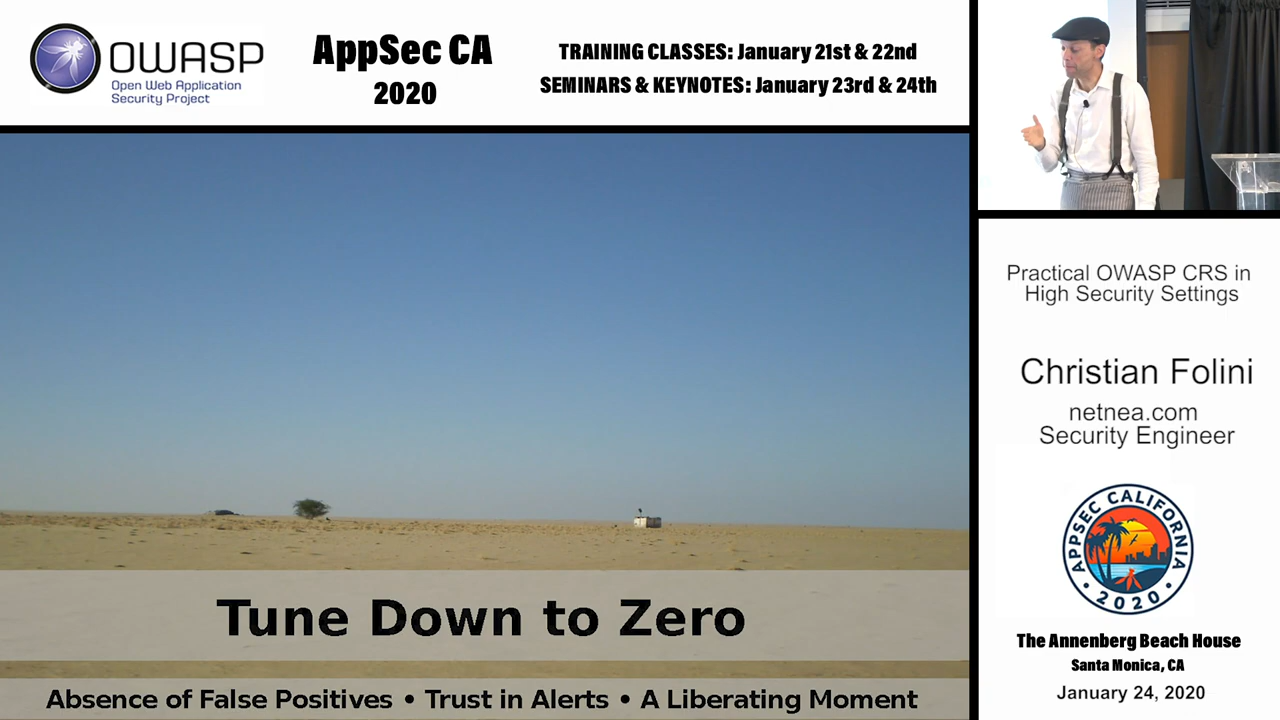 OWASP
Open Web Application
Security Project
AppSec CA
2020
TRAINING CLASSES: January 21st & 22nd
SEMINARS & KEYNOTES: January 23rd & 24th
Tune Down to Zero
Absence of False Positives • Trust in Alerts • A Liberating Moment
Practical OWASP CRS in
High Security Settings
Christian Folini
netnea.com
Security Engineer
APPSEC CALIFORNIA
• 2020 •
The Annenberg Beach House
Santa Monica, CA
January 24, 2020